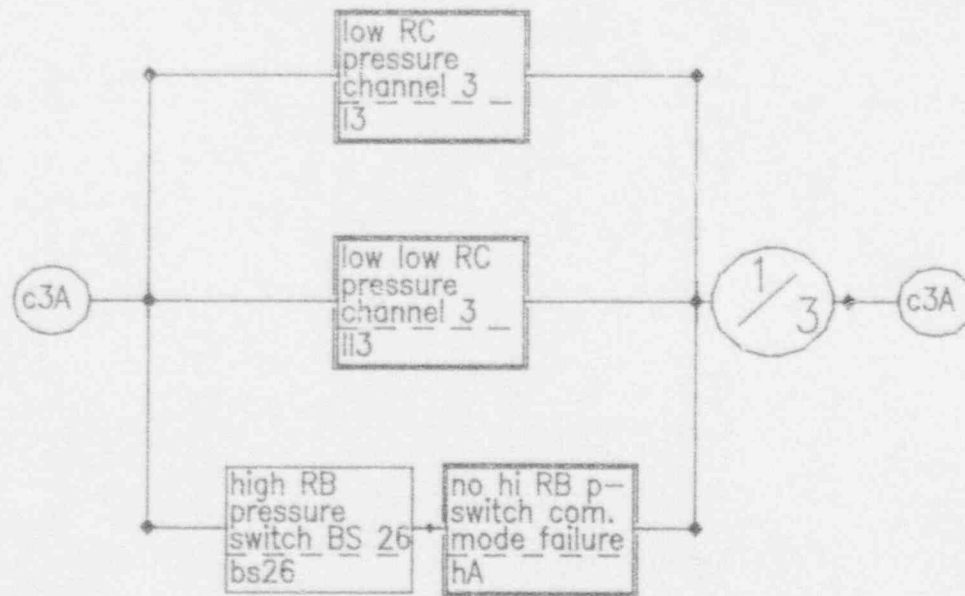 low RC
pressure
channel 3
l3
low low RC
pressure
channel 3
ll3
c3A
1/3
c3A
high RB
pressure
switch BS 26
bs26
no hi RB p-
switch com.
mode failure
hA